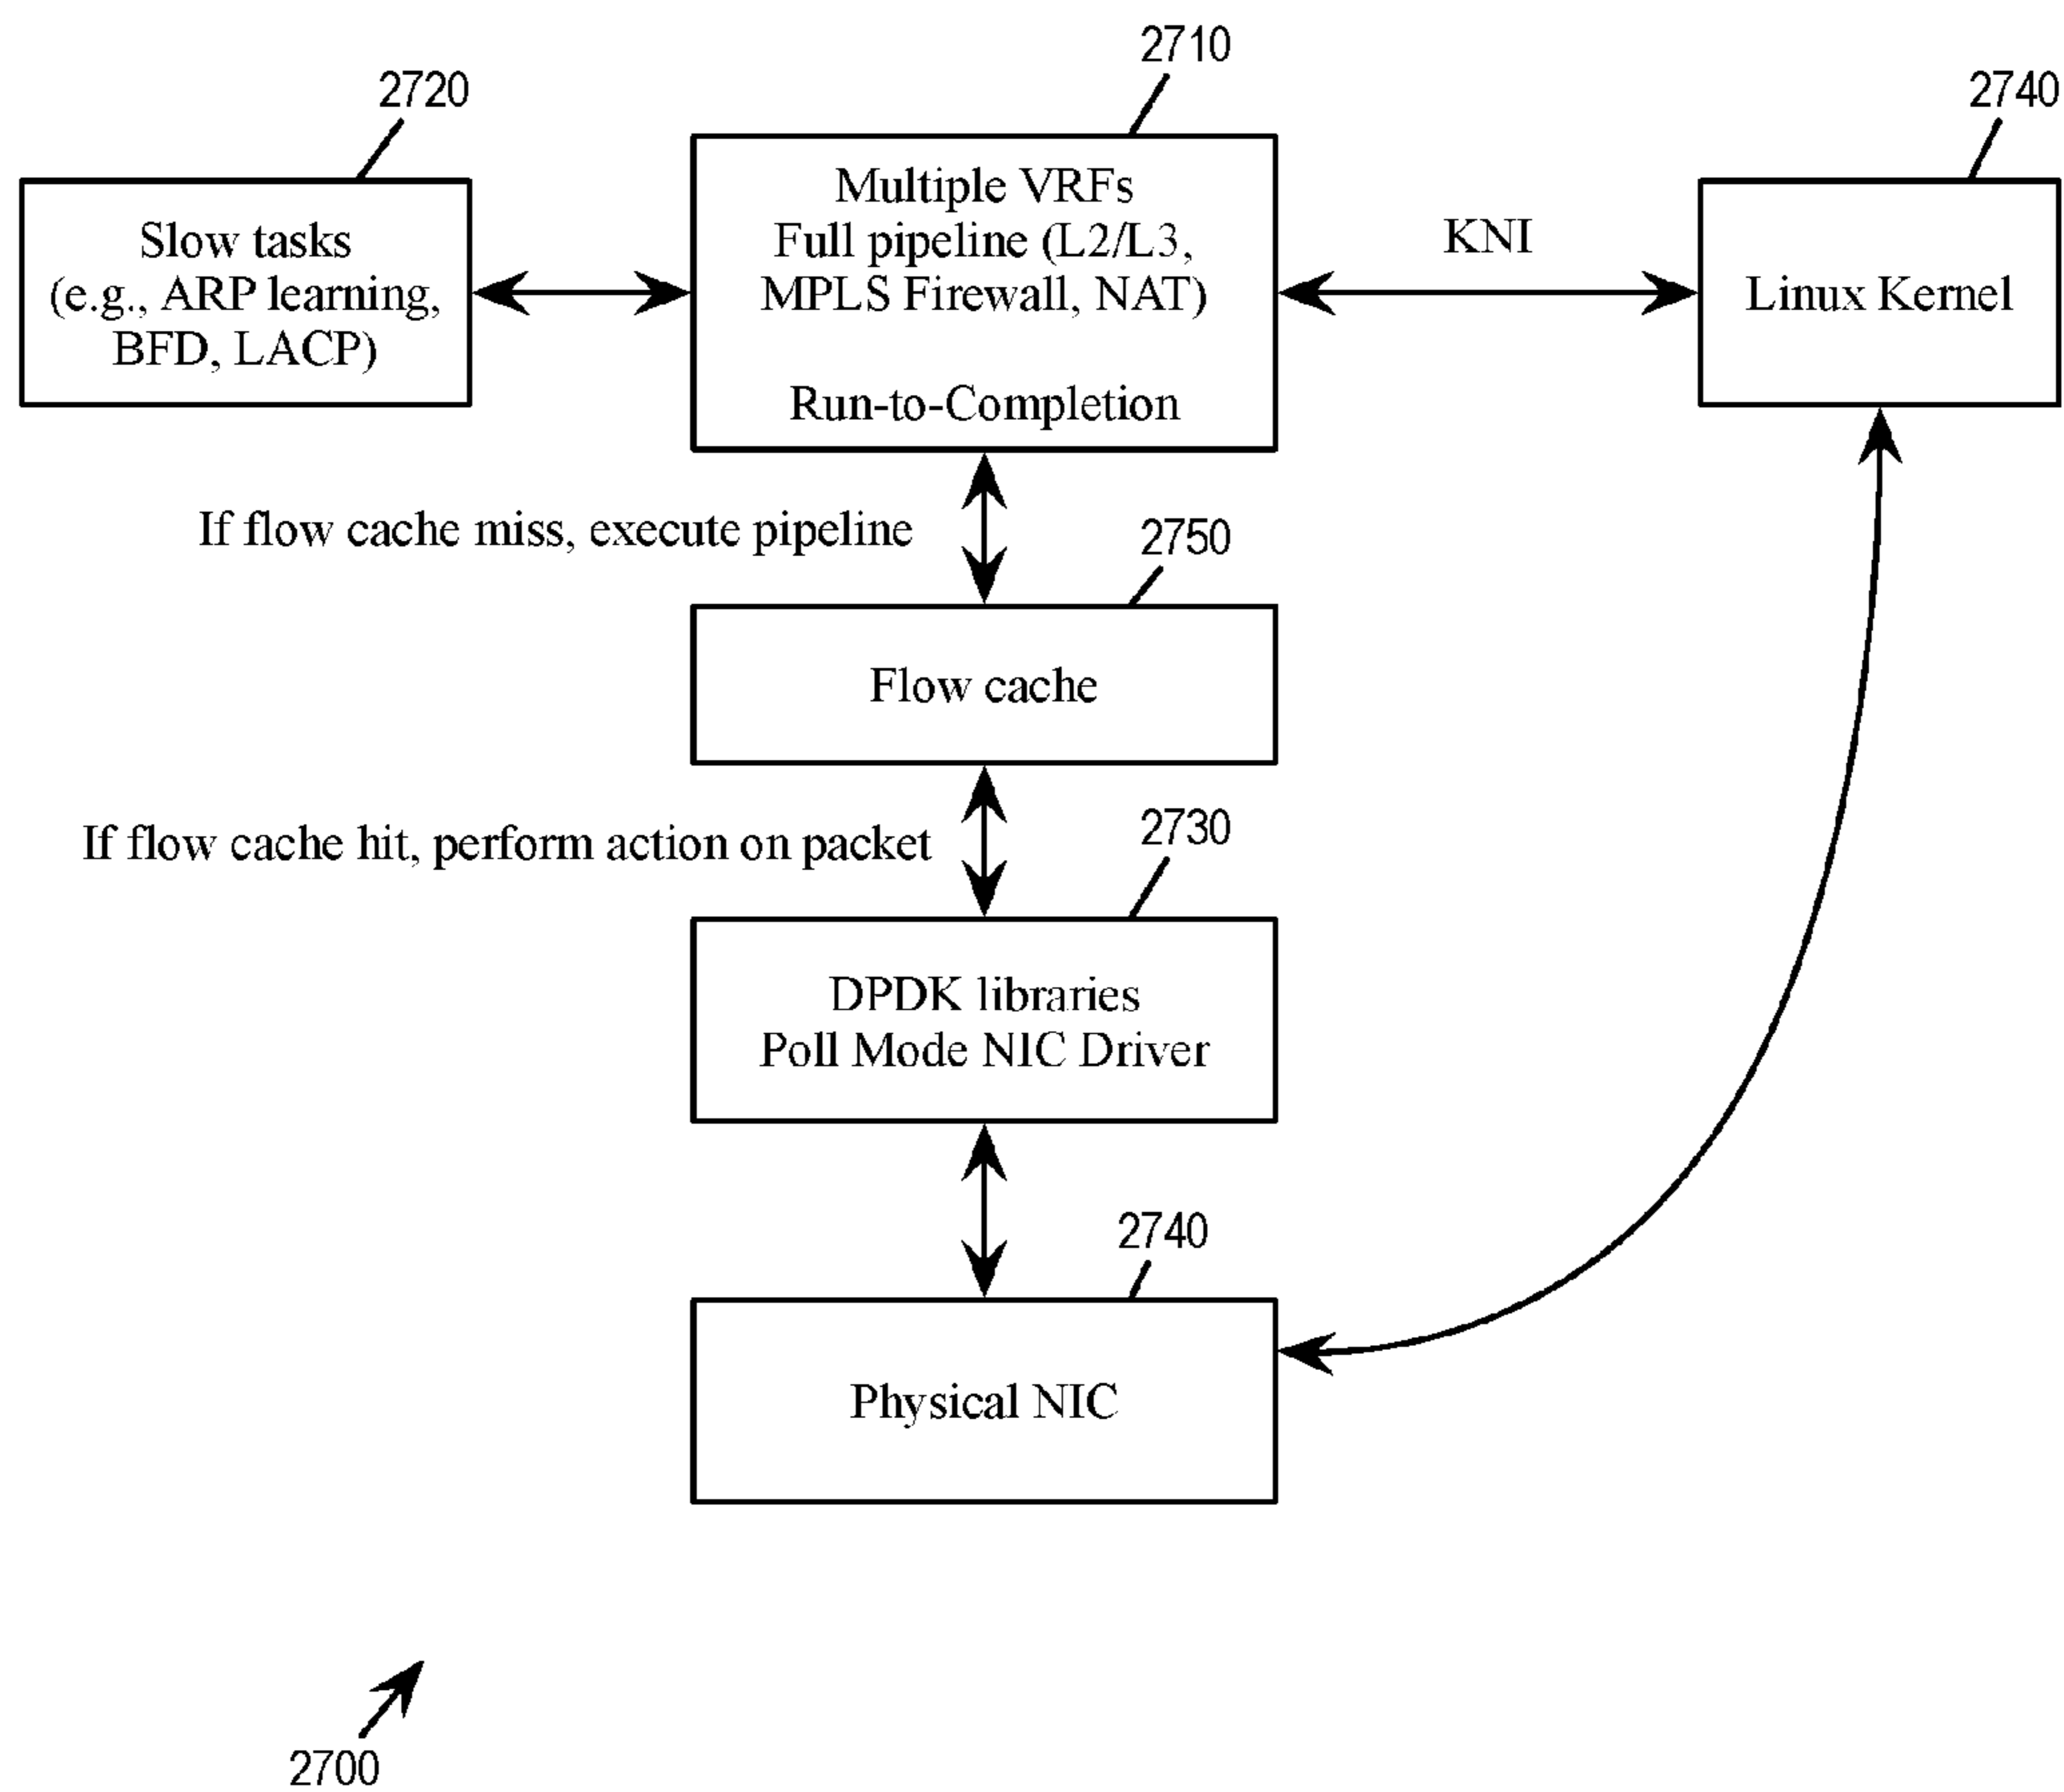 2710
2720
2740
Multiple VRFs
Full pipeline (L2/L3,
MPLS Firewall, NAT)
Run-to-Completion
Slow tasks
(e.g., ARP learning,
BFD, LACP)
KNI
Linux Kernel
If flow cache miss, execute pipeline
2750
Flow cache
If flow cache hit, perform action on packet
2730
DPDK libraries
Poll Mode NIC Driver
2740
Physical NIC
2700